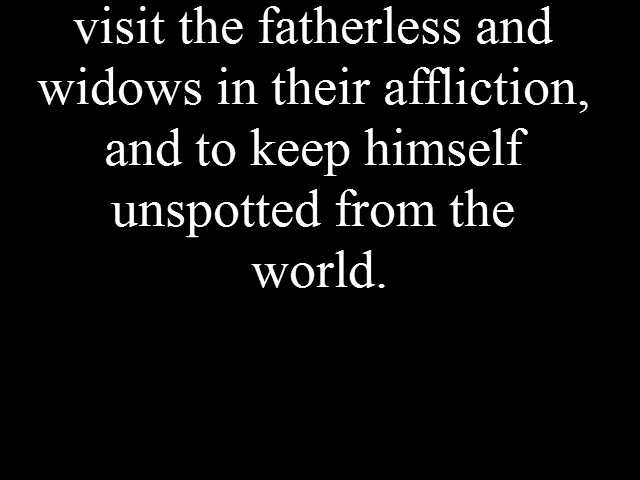 visit the fatherless and
widows in their affliction,
and to keep himself
unspotted from the
world.